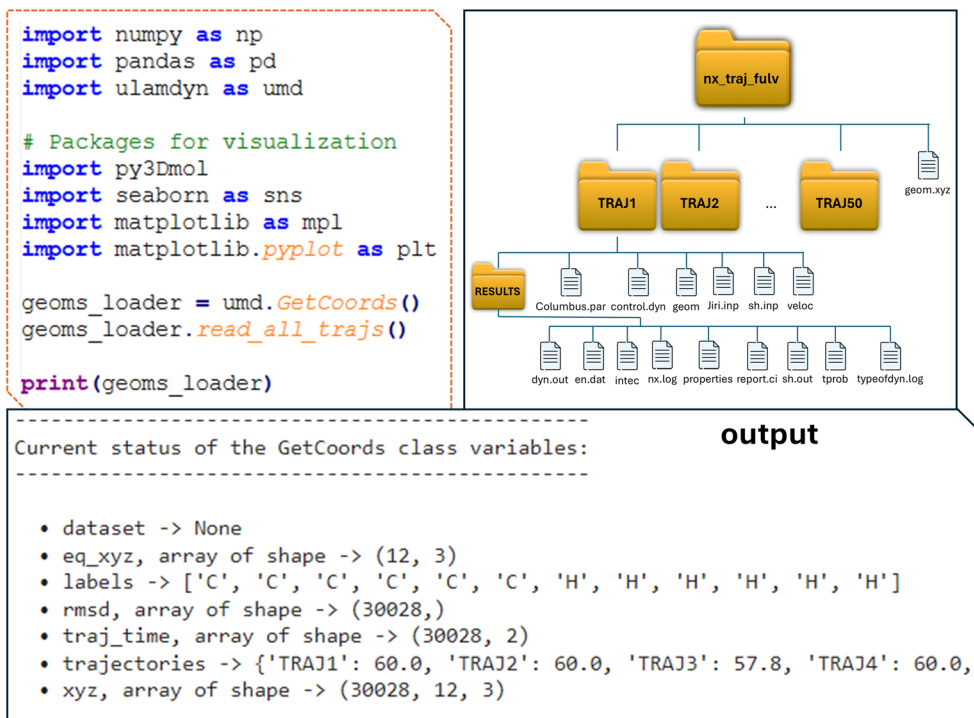 import numpy as np
import pandas as pd
import ulamdyn as umd
# Packages for visualization
import py3Dmol
import seaborn as sns
import matplotlib as mpl
import matplotlib.pyplot as plt
geoms_loader = umd.GetCoords()
geoms_loader.read_all_trajs()
print(geoms_loader)
nx_traj_fulv
geom.xyz
TRAJ1 TRAJ2 ... TRAJ50
RESULTS
Columbus.par control.dyn geom Jiri.inp sh.inp veloc
dyn.out en.dat intec nx.log properties report.ci sh.out tprob typeofdyn.log
output
------------------------------------------------
Current status of the GetCoords class variables:
------------------------------------------------
• dataset -> None
• eq_xyz, array of shape -> (12, 3)
• labels -> ['C', 'C', 'C', 'C', 'C', 'C', 'H', 'H', 'H', 'H', 'H', 'H']
• rmsd, array of shape -> (30028,)
• traj_time, array of shape -> (30028, 2)
• trajectories -> {'TRAJ1': 60.0, 'TRAJ2': 60.0, 'TRAJ3': 57.8, 'TRAJ4': 60.0,
• xyz, array of shape -> (30028, 12, 3)